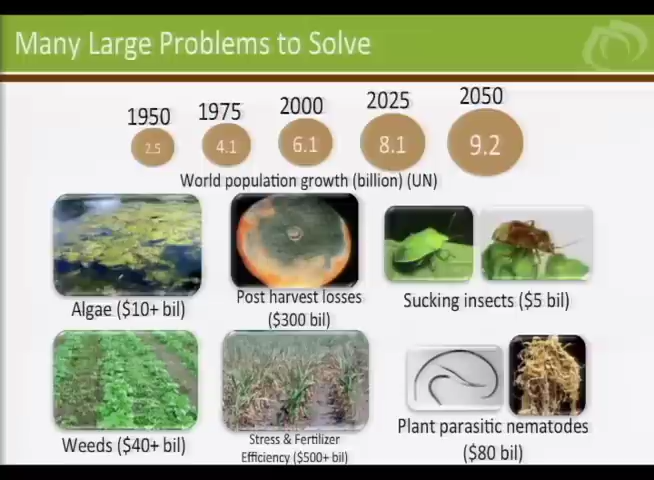 Many Large Problems to Solve
1950 1975 2000 2025 2050
2.5 4.1 6.1 8.1 9.2
World population growth (billion) (UN)
Algae ($10+ bil)
Post harvest losses
($300 bil)
Sucking insects ($5 bil)
Weeds ($40+ bil)
Stress & Fertilizer
Efficiency ($500+ bil)
Plant parasitic nematodes
($80 bil)